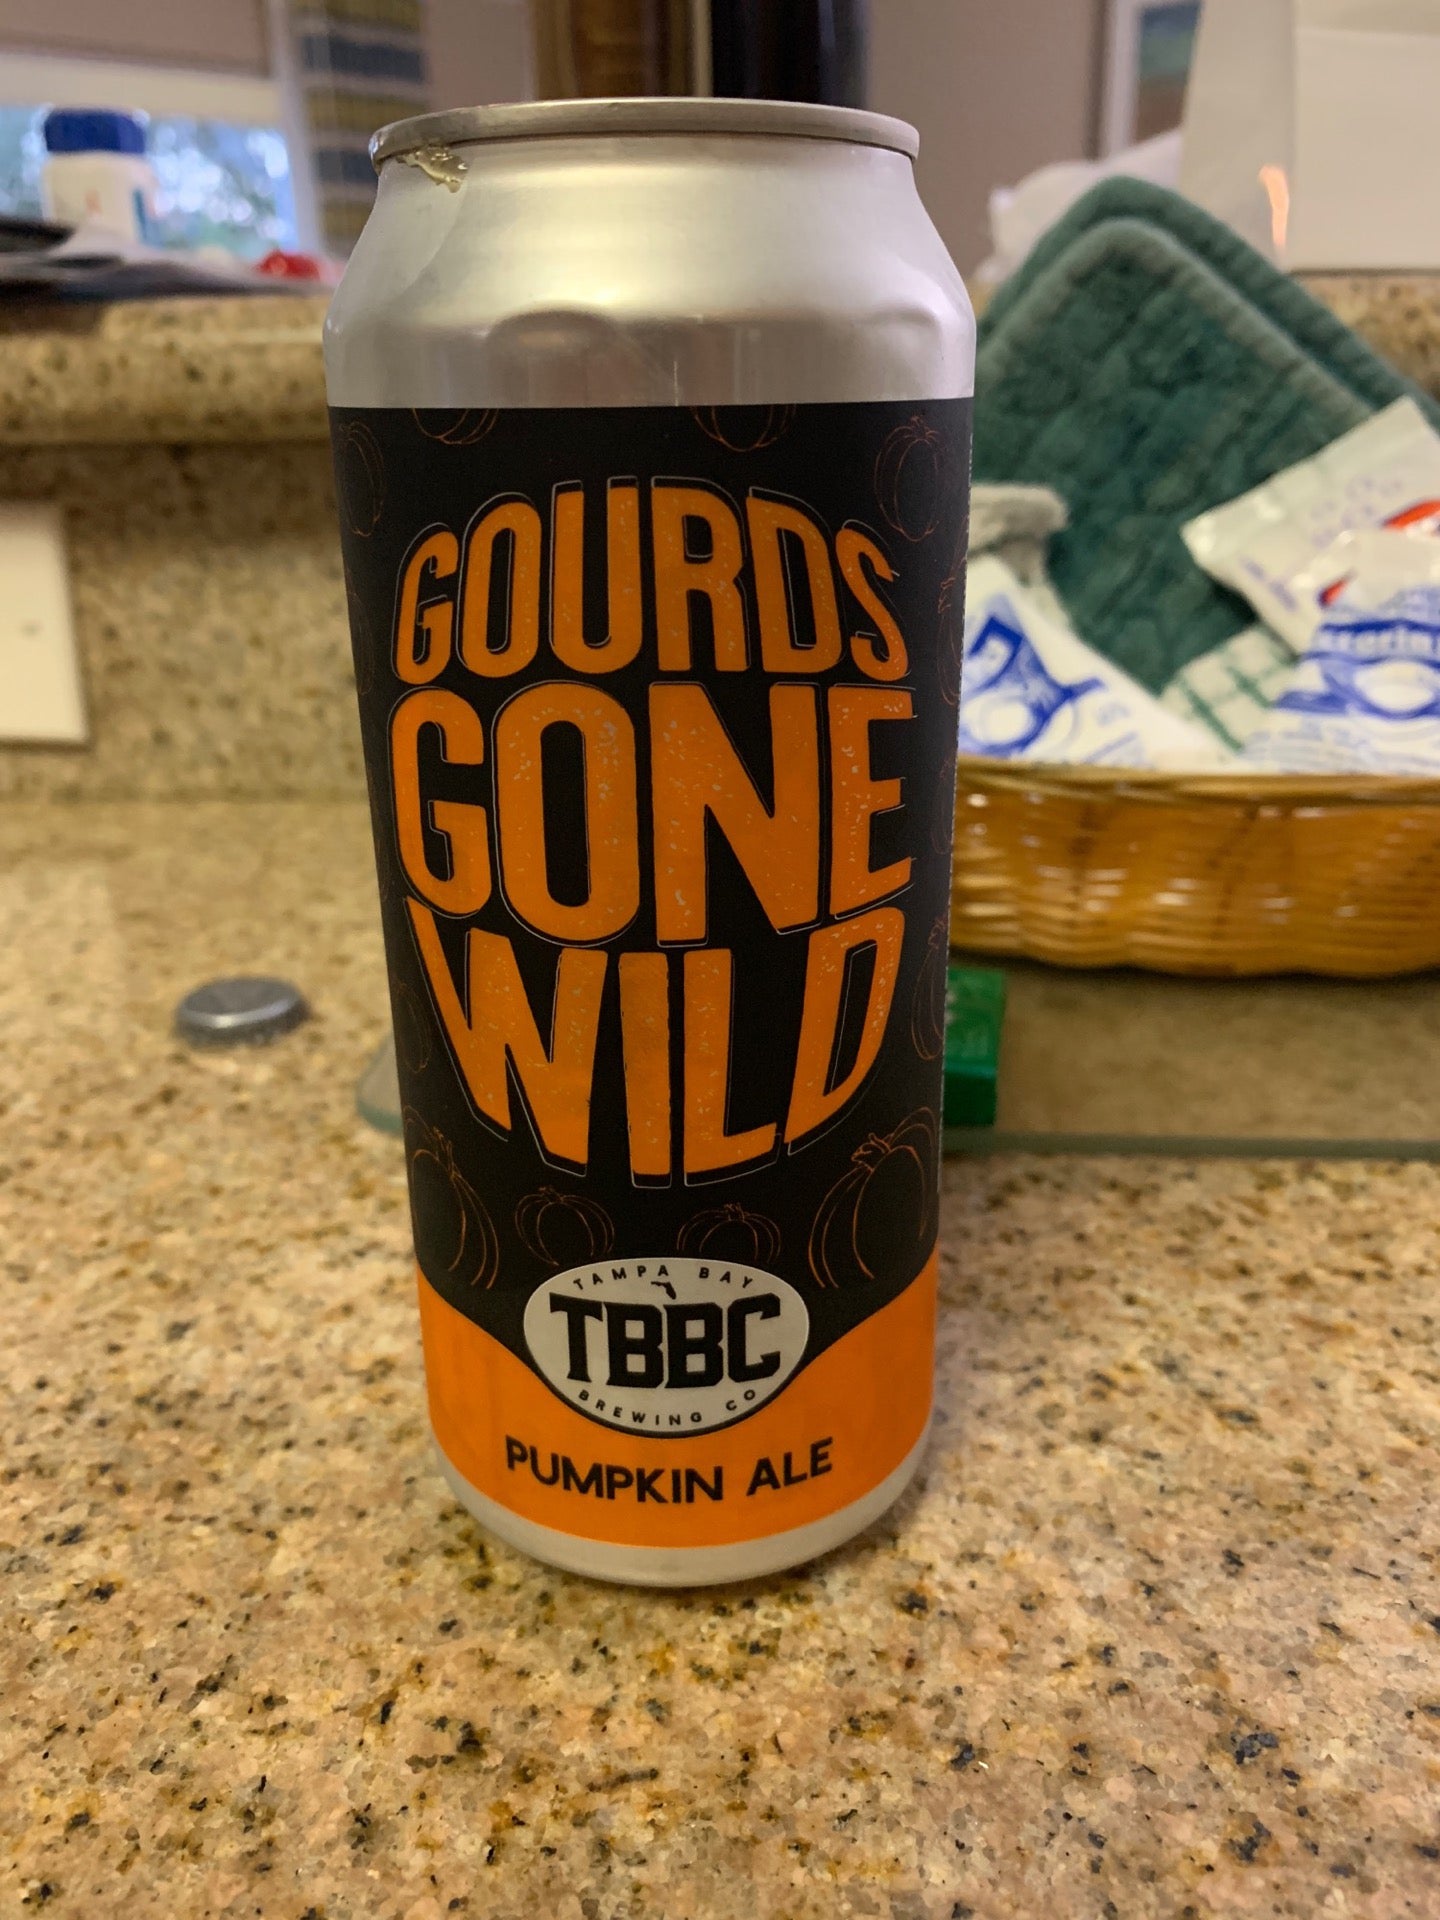 GOURDS
GONE
WILD
TAMPA BAY
TBBC
BREWING CO
PUMPKIN ALE